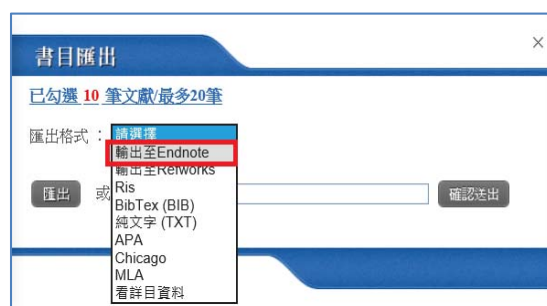 書目匯出
×
已勾選 10 筆文獻/最多20筆
匯出格式：
請選擇
輸出至Endnote
輸出至Refworks
Ris
BibTex (BIB)
純文字 (TXT)
APA
Chicago
MLA
看詳目資料
匯出 或 確認送出